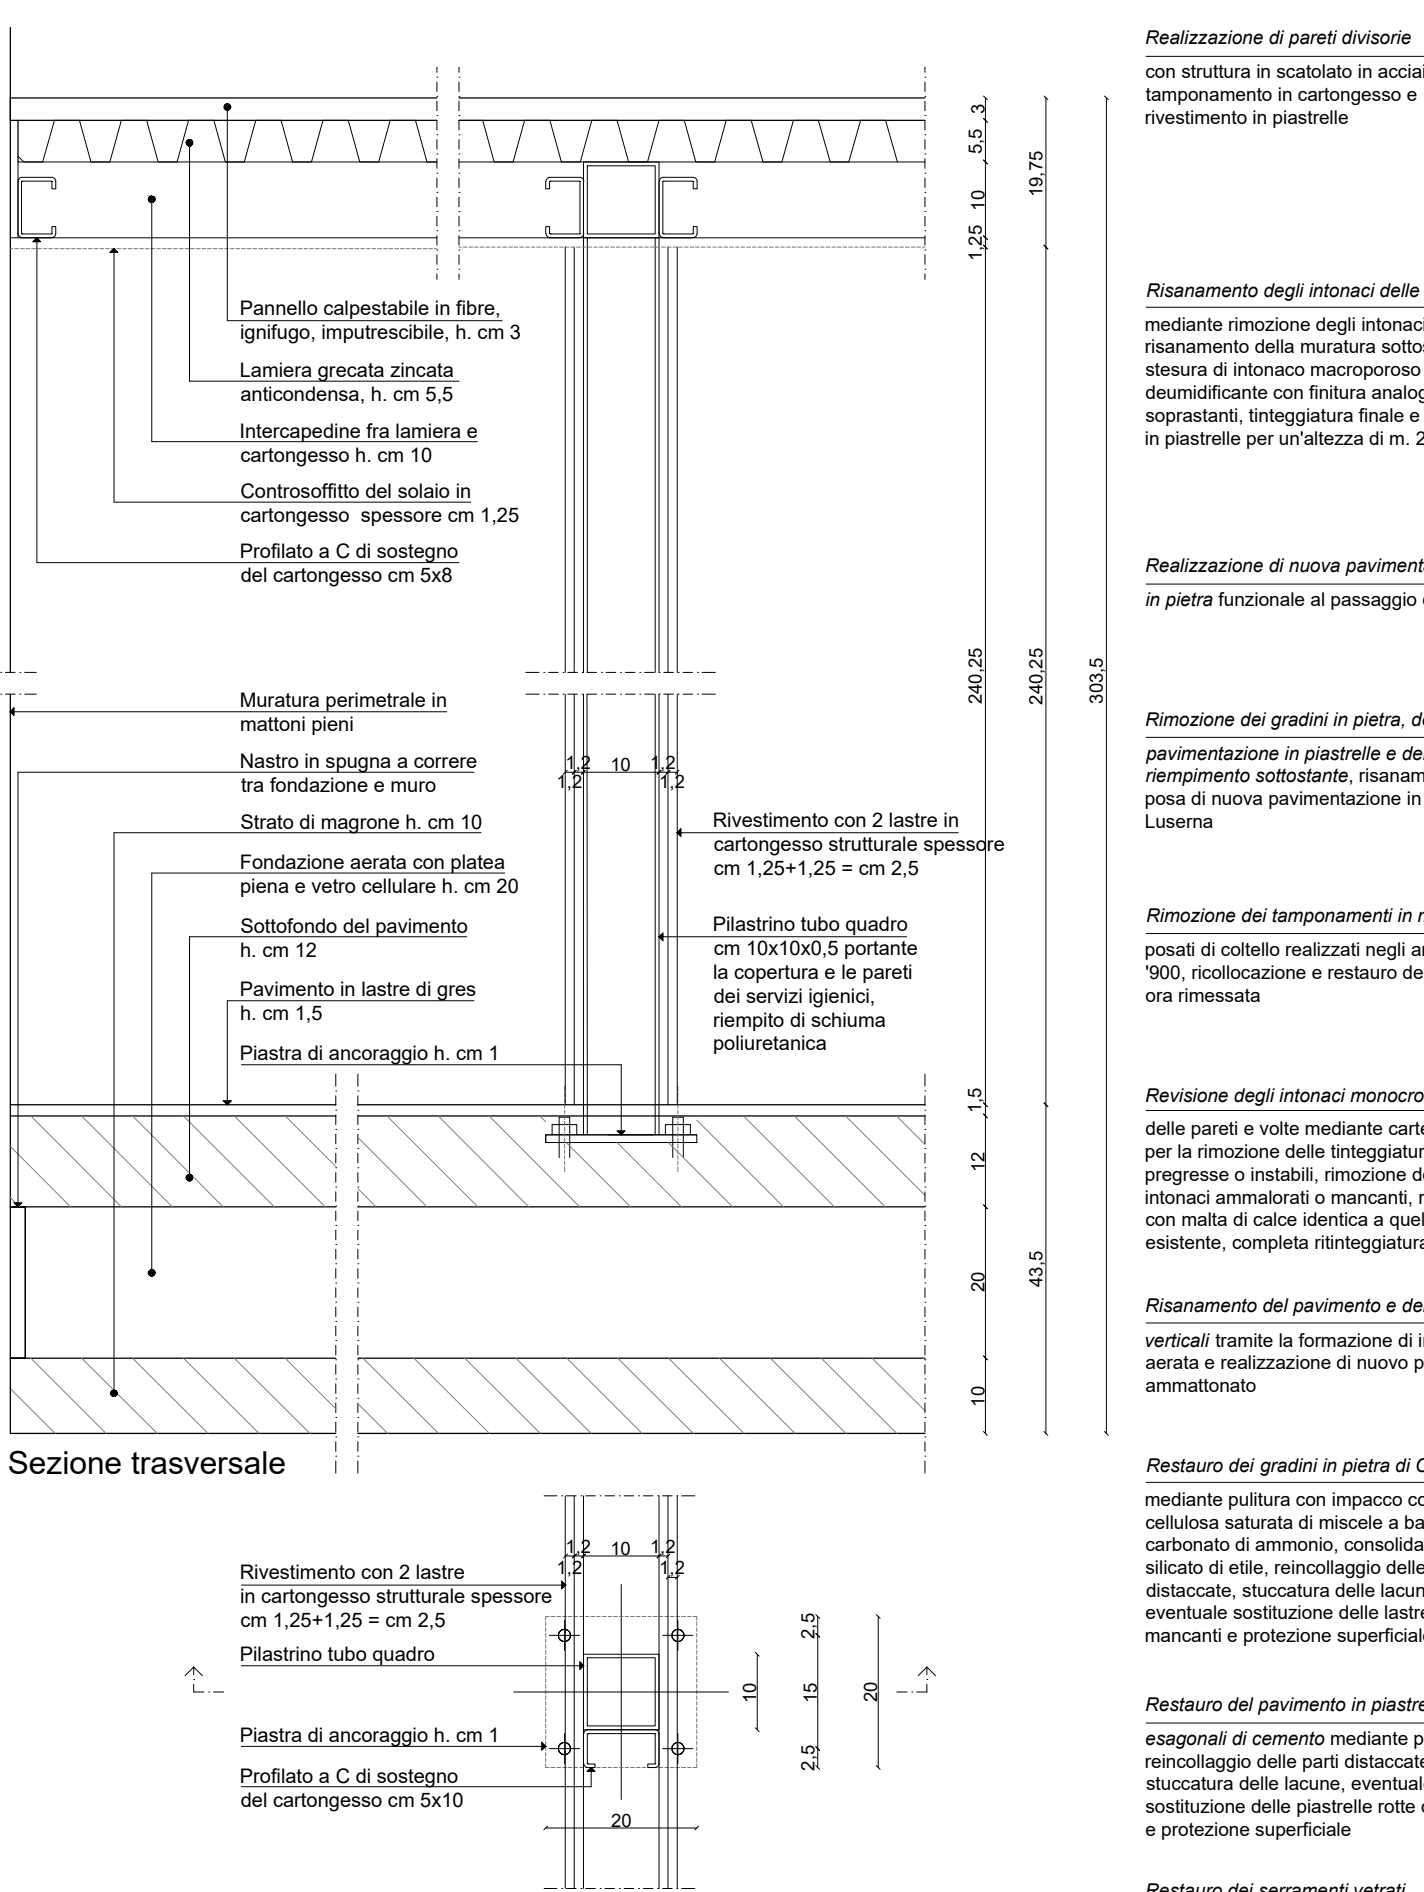 Pannello calpestabile in fibre,
ignifugo, imputrescibile, h. cm 3
Lamiera grecata zincata
anticondensa, h. cm 5,5
Intercapedine fra lamiera e
cartongesso h. cm 10
Controsoffitto del solaio in
cartongesso spessore cm 1,25
Profilato a C di sostegno
del cartongesso cm 5x8
Muratura perimetrale in
mattoni pieni
Nastro in spugna a correre
tra fondazione e muro
Strato di magrone h. cm 10
Fondazione aerata con platea
piena e vetro cellulare h. cm 20
Sottofondo del pavimento
h. cm 12
Pavimento in lastre di gres
h. cm 1,5
Piastra di ancoraggio h. cm 1
1,2 10 1,2
1,2 1,2
Rivestimento con 2 lastre in
cartongesso strutturale spessore
cm 1,25+1,25 = cm 2,5
Pilastrino tubo quadro
cm 10x10x0,5 portante
la copertura e le pareti
dei servizi igienici,
riempito di schiuma
poliuretanica
3
5,5
10
1,25
240,25
1,5
12
20
10
19,75
240,25
43,5
303,5
Sezione trasversale
Rivestimento con 2 lastre
in cartongesso strutturale spessore
cm 1,25+1,25 = cm 2,5
Pilastrino tubo quadro
Piastra di ancoraggio h. cm 1
Profilato a C di sostegno
del cartongesso cm 5x10
1,2 10 1,2
1,2 1,2
10
2,5
15
2,5
20
20
Realizzazione di pareti divisorie
con struttura in scatolato in acciai
tamponamento in cartongesso e
rivestimento in piastrelle
Risanamento degli intonaci delle
mediante rimozione degli intonaci
risanamento della muratura sottos
stesura di intonaco macroporoso
deumidificante con finitura analog
soprastanti, tinteggiatura finale e
in piastrelle per un'altezza di m. 2
Realizzazione di nuova paviment
in pietra funzionale al passaggio
Rimozione dei gradini in pietra, de
pavimentazione in piastrelle e del
riempimento sottostante, risanam
posa di nuova pavimentazione in
Luserna
Rimozione dei tamponamenti in
posati di coltello realizzati negli an
'900, ricollocazione e restauro de
ora rimessata
Revisione degli intonaci monocro
delle pareti e volte mediante carte
per la rimozione delle tinteggiatur
pregresse o instabili, rimozione de
intonaci ammalorati o mancanti,
con malta di calce identica a quel
esistente, completa ritinteggiatura
Risanamento del pavimento e del
verticali tramite la formazione di in
aerata e realizzazione di nuovo p
ammattonato
Restauro dei gradini in pietra di
mediante pulitura con impacco co
cellulosa saturata di miscele a ba
carbonato di ammonio, consolida
silicato di etile, reincollaggio delle
distaccate, stuccatura delle lacun
eventuale sostituzione delle lastre
mancanti e protezione superficiale
Restauro del pavimento in piastre
esagonali di cemento mediante p
reincollaggio delle parti distaccate
stuccatura delle lacune, eventuale
sostituzione delle piastrelle rotte
e protezione superficiale
Restauro dei serramenti vetrati